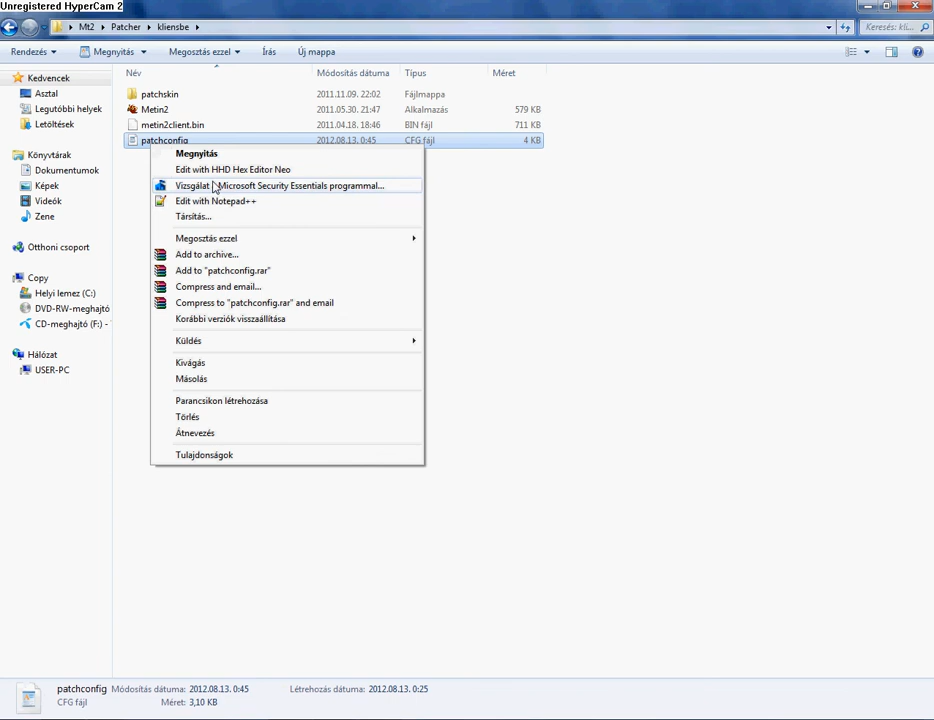 Unregistered HyperCam 2
Mt2 ▸ Patcher ▸ kliensbe ▸
Keresés: kli...
Rendezés
Megnyitás
Megosztás ezzel
Írás
Új mappa
Név
Módosítás dátuma
Típus
Méret
Kedvencek
Asztal
Legutóbbi helyek
Letöltések
Könyvtárak
Dokumentumok
Képek
Videók
Zene
Otthoni csoport
Copy
Helyi lemez (C:)
DVD-RW-meghajtó
CD-meghajtó (F:) -
Hálózat
USER-PC
patchskin 2011.11.09. 22:02 Fájlmappa
Metin2 2011.05.30. 21:47 Alkalmazás 579 KB
metin2client.bin 2011.04.18. 18:46 BIN fájl 711 KB
patchconfig 2012.08.13. 0:45 CFG fájl 4 KB
Megnyitás
Edit with HHD Hex Editor Neo
Vizsgálat Microsoft Security Essentials programmal...
Edit with Notepad++
Társítás...
Megosztás ezzel
Add to archive...
Add to "patchconfig.rar"
Compress and email...
Compress to "patchconfig.rar" and email
Korábbi verziók visszaállítása
Küldés
Kivágás
Másolás
Parancsikon létrehozása
Törlés
Átnevezés
Tulajdonságok
patchconfig Módosítás dátuma: 2012.08.13. 0:45 Létrehozás dátuma: 2012.08.13. 0:25
CFG fájl Méret: 3,10 KB